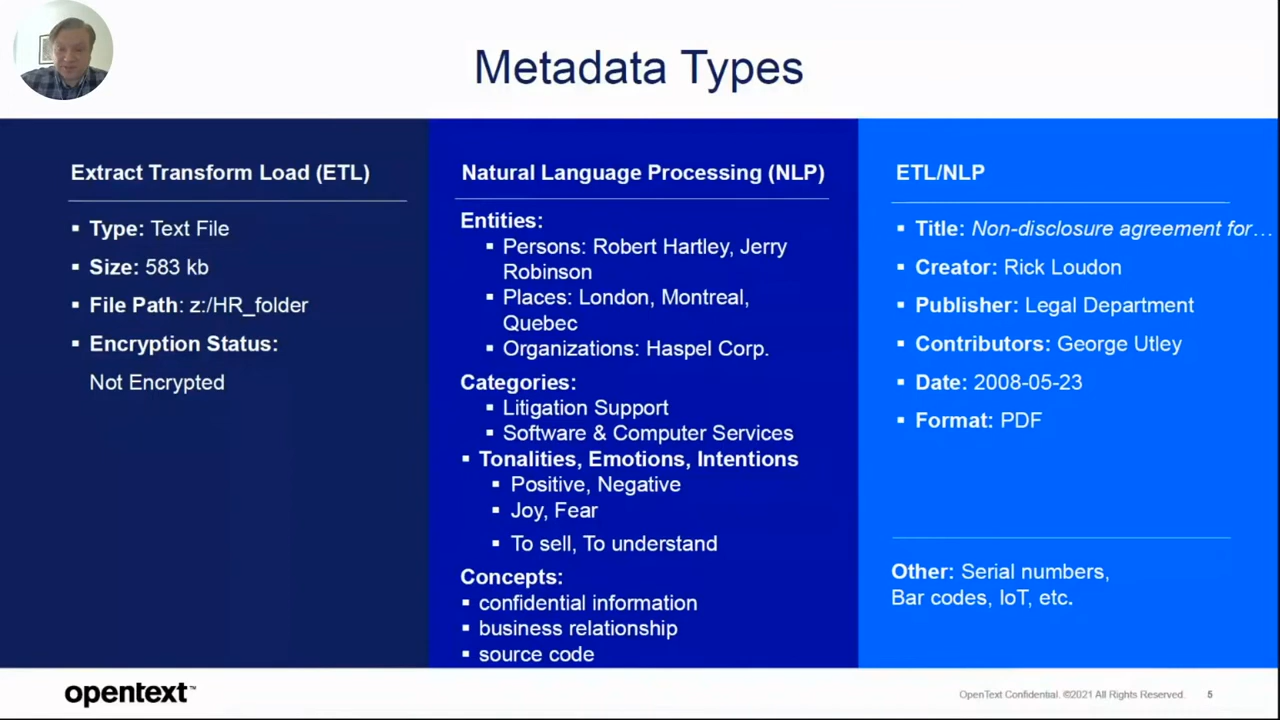 Metadata Types
Extract Transform Load (ETL)
▪ Type: Text File
▪ Size: 583 kb
▪ File Path: z:/HR_folder
▪ Encryption Status:
Not Encrypted
Natural Language Processing (NLP)
Entities:
▪ Persons: Robert Hartley, Jerry
Robinson
▪ Places: London, Montreal,
Quebec
▪ Organizations: Haspel Corp.
Categories:
▪ Litigation Support
▪ Software & Computer Services
▪ Tonalities, Emotions, Intentions
▪ Positive, Negative
▪ Joy, Fear
▪ To sell, To understand
Concepts:
▪ confidential information
▪ business relationship
▪ source code
ETL/NLP
▪ Title: Non-disclosure agreement for…
▪ Creator: Rick Loudon
▪ Publisher: Legal Department
▪ Contributors: George Utley
▪ Date: 2008-05-23
▪ Format: PDF
Other: Serial numbers,
Bar codes, IoT, etc.
opentext™
OpenText Confidential. ©2021 All Rights Reserved. 5